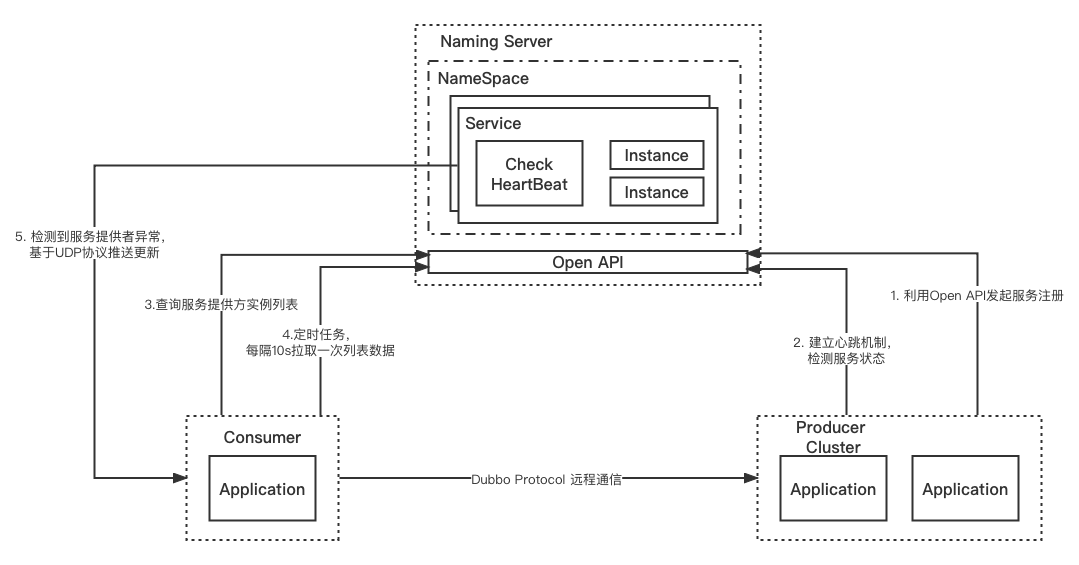 Naming Server
NameSpace
Service
Check
HeartBeat
Instance
Instance
Open API
5. 检测到服务提供者异常,
基于UDP协议推送更新
3.查询服务提供方实例列表
4.定时任务,
每隔10s拉取一次列表数据
1. 利用Open API发起服务注册
2. 建立心跳机制,
检测服务状态
Consumer
Application
Dubbo Protocol 远程通信
Producer
Cluster
Application
Application